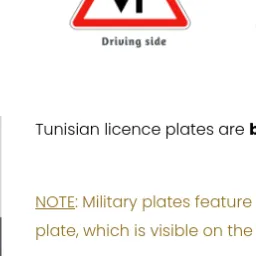 Driving side
Tunisian licence plates are
NOTE: Military plates feature
plate, which is visible on the